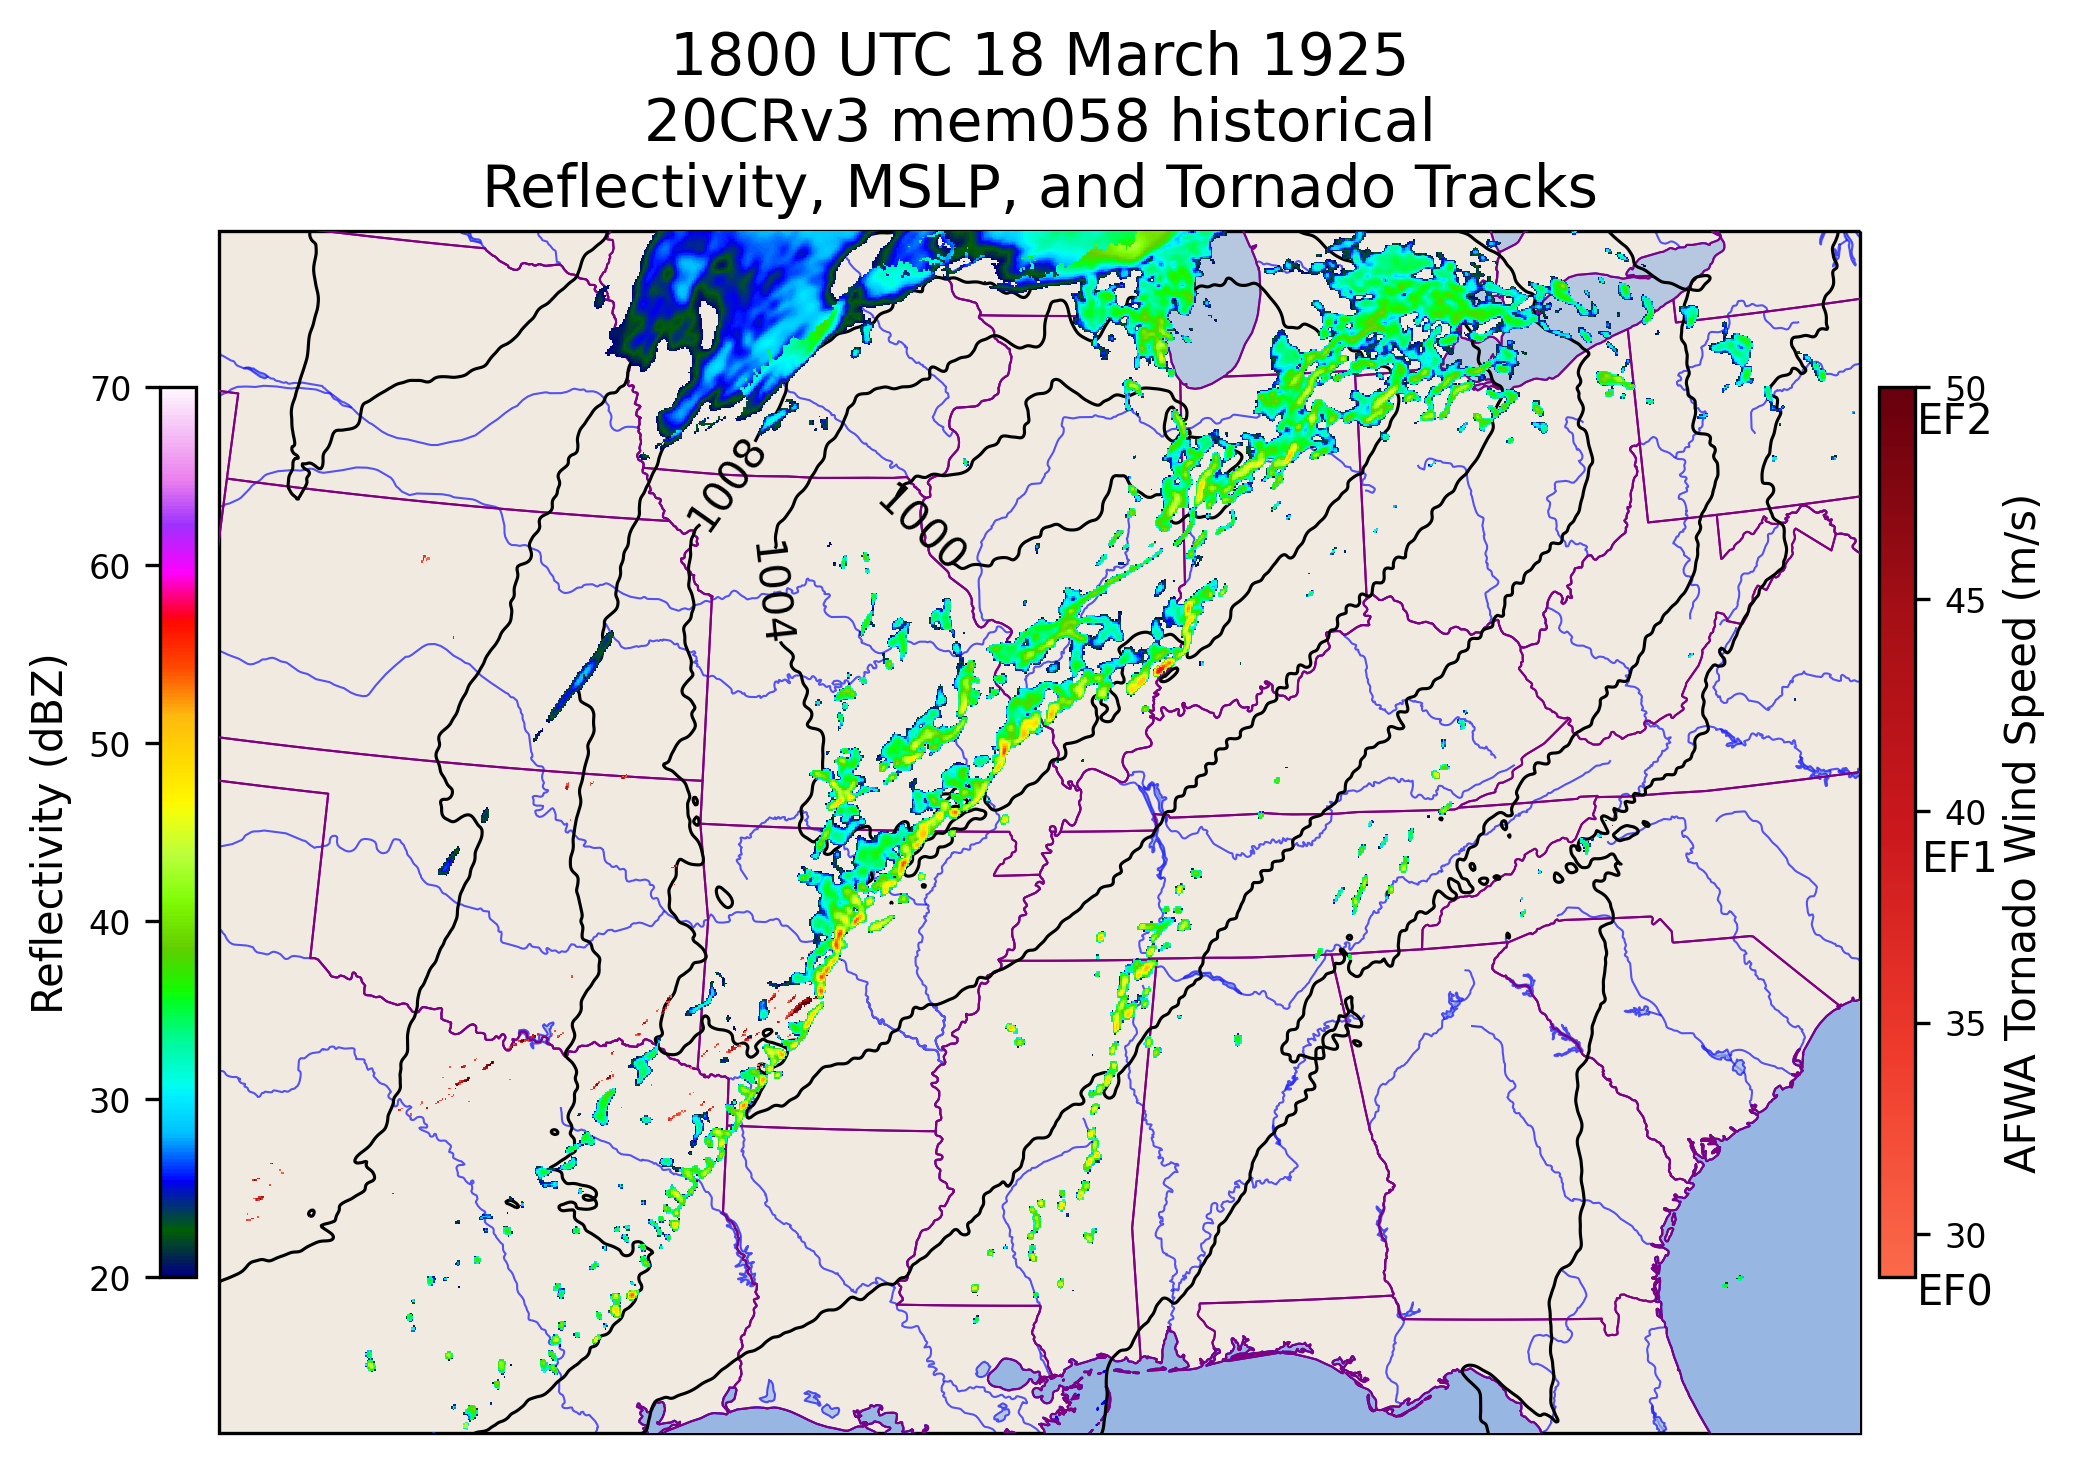 1800 UTC 18 March 1925
20CRv3 mem058 historical
Reflectivity, MSLP, and Tornado Tracks
70
60
50
40
30
20
Reflectivity (dBZ)
1008
1000
1004
50
EF2
45
40
EF1
35
30
EF0
AFWA Tornado Wind Speed (m/s)